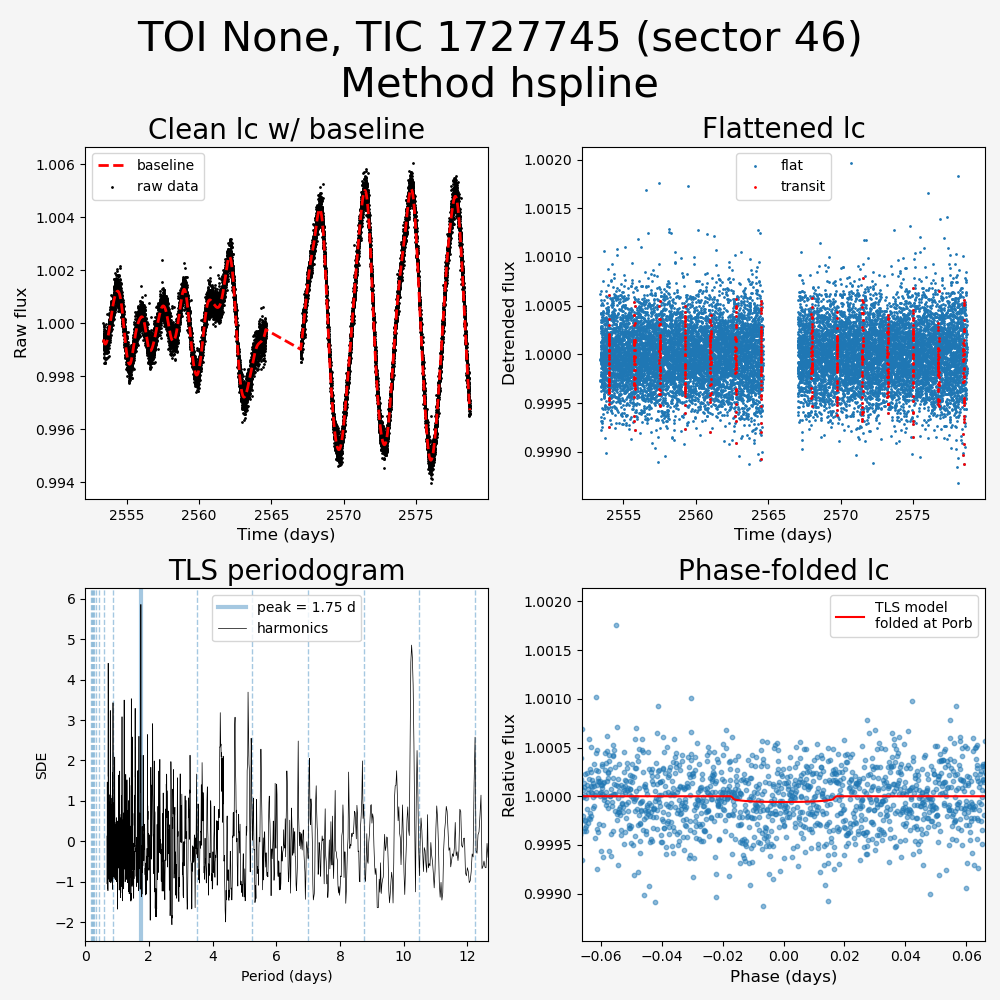 TOI None, TIC 1727745 (sector 46)
Method hspline
Clean lc w/ baseline
Flattened lc
baseline
raw data
flat
transit
1.006
1.004
1.002
1.000
0.998
0.996
0.994
Raw flux
2555
2560
2565
2570
2575
Time (days)
1.0020
1.0015
1.0010
1.0005
1.0000
0.9995
0.9990
Detrended flux
2555
2560
2565
2570
2575
Time (days)
TLS periodogram
Phase-folded lc
peak = 1.75 d
harmonics
6
5
4
3
2
1
0
−1
−2
SDE
0
2
4
6
8
10
12
Period (days)
TLS model
folded at Porb
1.0020
1.0015
1.0010
1.0005
1.0000
0.9995
0.9990
Relative flux
−0.06
−0.04
−0.02
0.00
0.02
0.04
0.06
Phase (days)